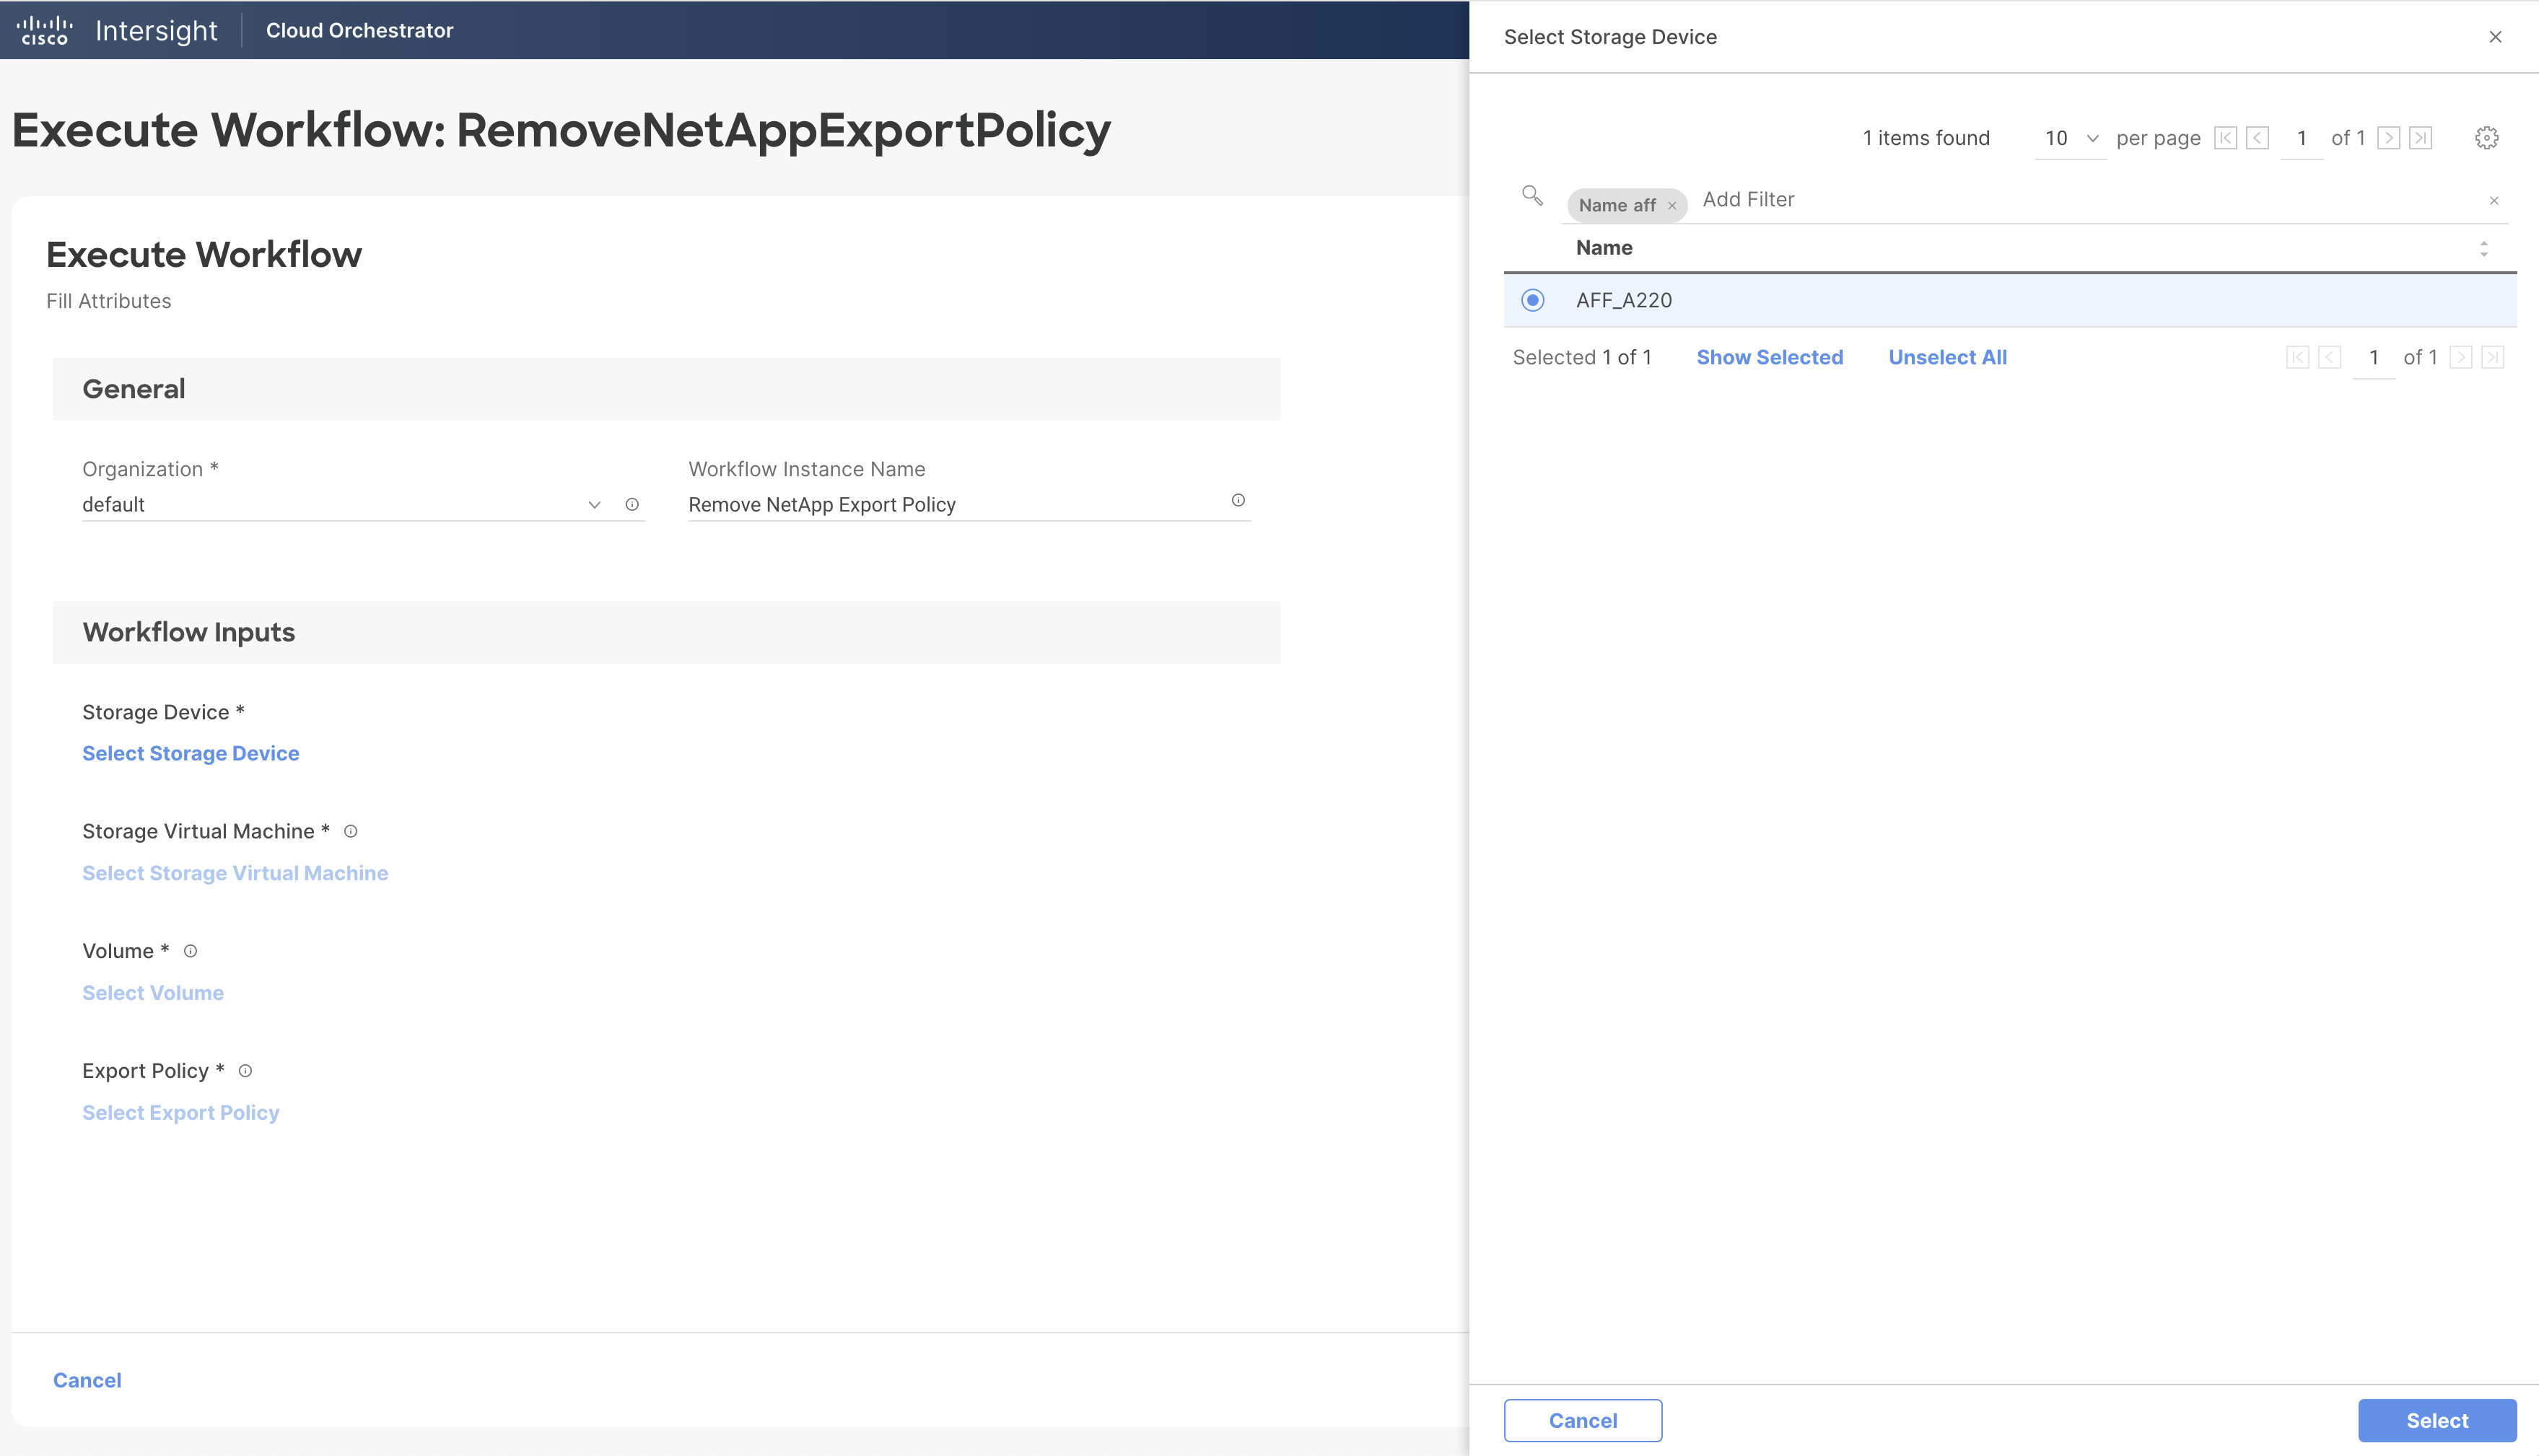 cisco Intersight Cloud Orchestrator
Execute Workflow: RemoveNetAppExportPolicy
Execute Workflow
Fill Attributes
General
Organization *
default
Workflow Instance Name
Remove NetApp Export Policy
Workflow Inputs
Storage Device *
Select Storage Device
Storage Virtual Machine *
Select Storage Virtual Machine
Volume *
Select Volume
Export Policy *
Select Export Policy
Cancel
Select Storage Device
1 items found 10 per page 1 of 1
Name aff × Add Filter
Name
AFF_A220
Selected 1 of 1 Show Selected Unselect All 1 of 1
Cancel Select